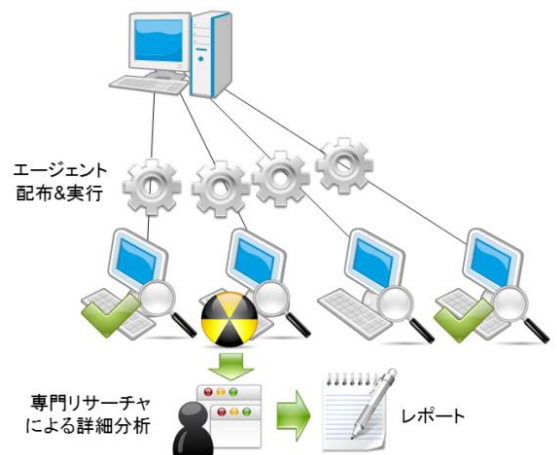 エージェント
配布&実行
専門リサーチャ
による詳細分析
レポート